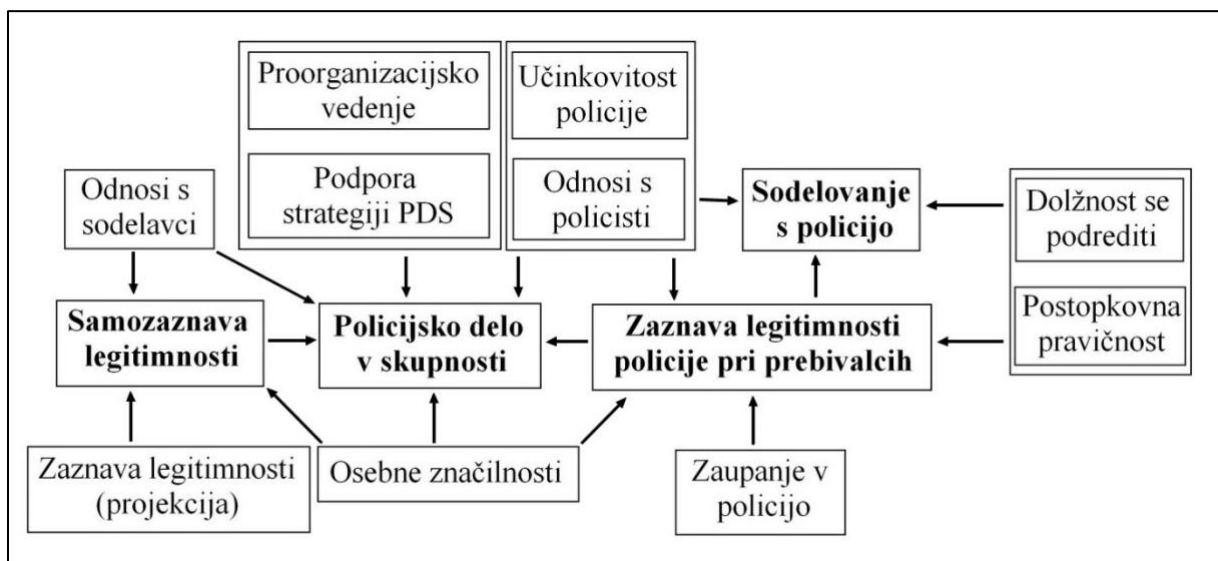 Proorganizacijsko
vedenje
Podpora
strategiji PDS
Učinkovitost
policije
Odnosi s
policisti
Odnosi s
sodelavci
Sodelovanje
s policijo
Dolžnost se
podrediti
Postopkovna
pravičnost
Samozaznava
legitimnosti
Policijsko delo
v skupnosti
Zaznava legitimnosti
policije pri prebivalcih
Zaznava legitimnosti
(projekcija)
Osebne značilnosti
Zaupanje v
policijo